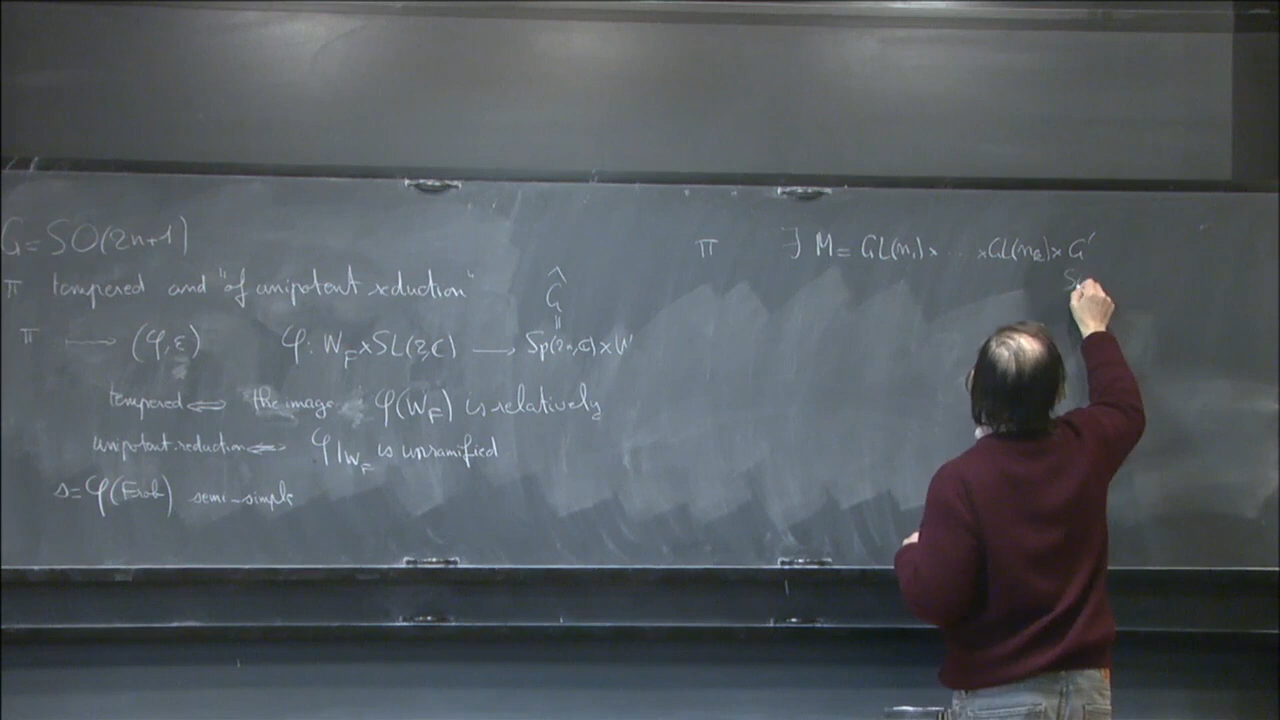 G = SO(2n+1)
π tempered and "of unipotent reduction"
π ⟼ (φ, ε) φ: W_F × SL(2,C) ⟶ Sp(2n,C) × W
Ĝ
=
tempered ⟺ the image φ(W_F) is relatively
unipotent reduction ⟺ φ|_{W_F} is unramified
s = φ(Frob) semi-simple
π ∃ M = GL(n₁) × ... × GL(n_k) × G'
S